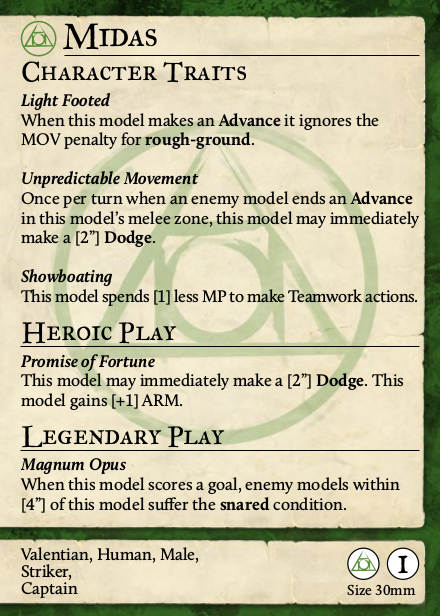 Midas
Character Traits
Light Footed
When this model makes an Advance it ignores the
MOV penalty for rough-ground.
Unpredictable Movement
Once per turn when an enemy model ends an Advance
in this model's melee zone, this model may immediately
make a [2”] Dodge.
Showboating
This model spends [1] less MP to make Teamwork actions.
Heroic Play
Promise of Fortune
This model may immediately make a [2”] Dodge. This
model gains [+1] ARM.
Legendary Play
Magnum Opus
When this model scores a goal, enemy models within
[4”] of this model suffer the snared condition.
Valentian, Human, Male,
Striker,
Captain
I
Size 30mm